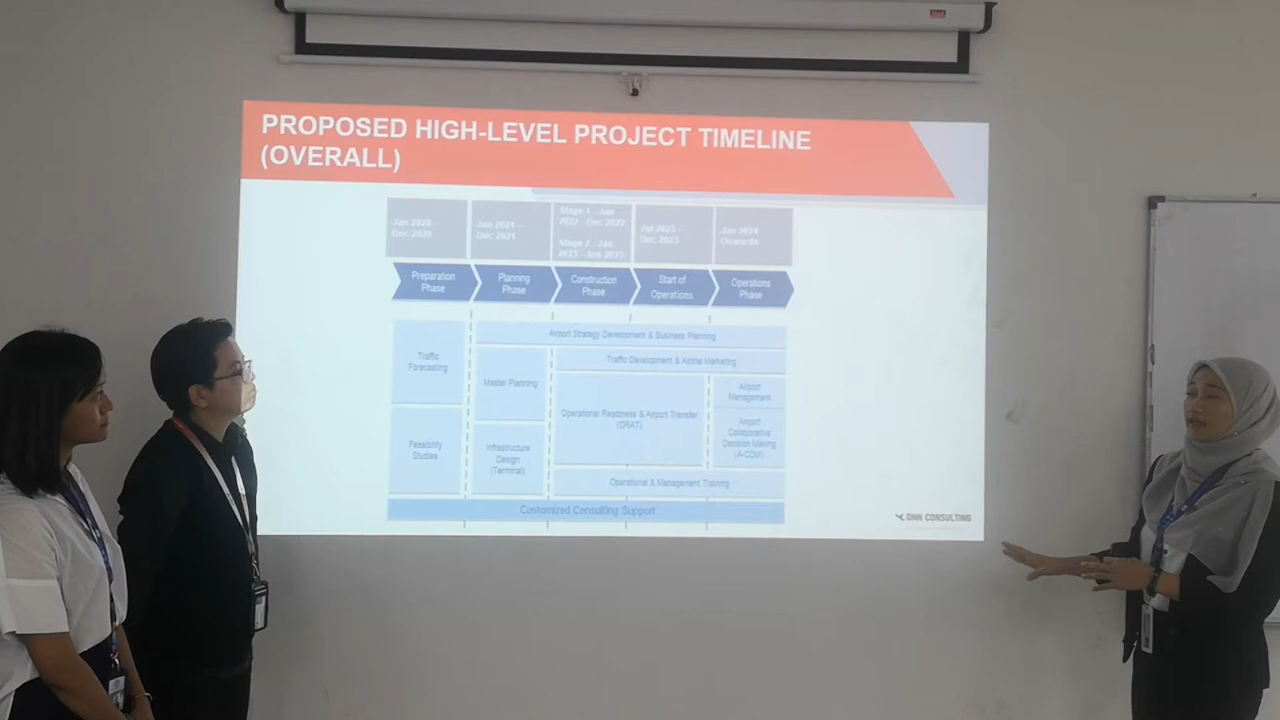 PROPOSED HIGH-LEVEL PROJECT TIMELINE
(OVERALL)
Jan 2020 -
Dec 2020
Jan 2021 -
Dec 2021
Stage 1 - Jan
2022 - Dec 2022
Stage 2 - Jan
2023 - Jun 2023
Jul 2023 -
Dec 2023
Jan 2024
Onwards
Preparation
Phase
Planning
Phase
Construction
Phase
Start of
Operations
Operations
Phase
Airport Strategy Development & Business Planning
Traffic
Forecasting
Traffic Development & Airline Marketing
Master Planning
Airport
Management
Operational Readiness & Airport Transfer
(ORAT)
Airport
Collaborative
Decision Making
(A-CDM)
Feasibility
Studies
Infrastructure
Design
(Terminal)
Operational & Management Training
Customized Consulting Support
DNN CONSULTING